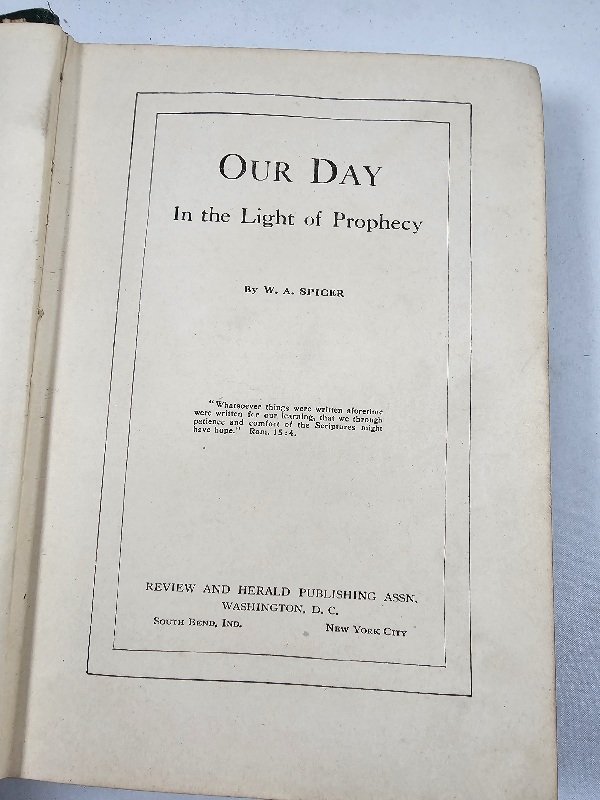 OUR DAY
In the Light of Prophecy
By W. A. SPICER
"Whatsoever things were written aforetime
were written for our learning, that we through
patience and comfort of the Scriptures might
have hope." Rom. 15:4.
REVIEW AND HERALD PUBLISHING ASSN.
WASHINGTON, D. C.
SOUTH BEND, IND. NEW YORK CITY